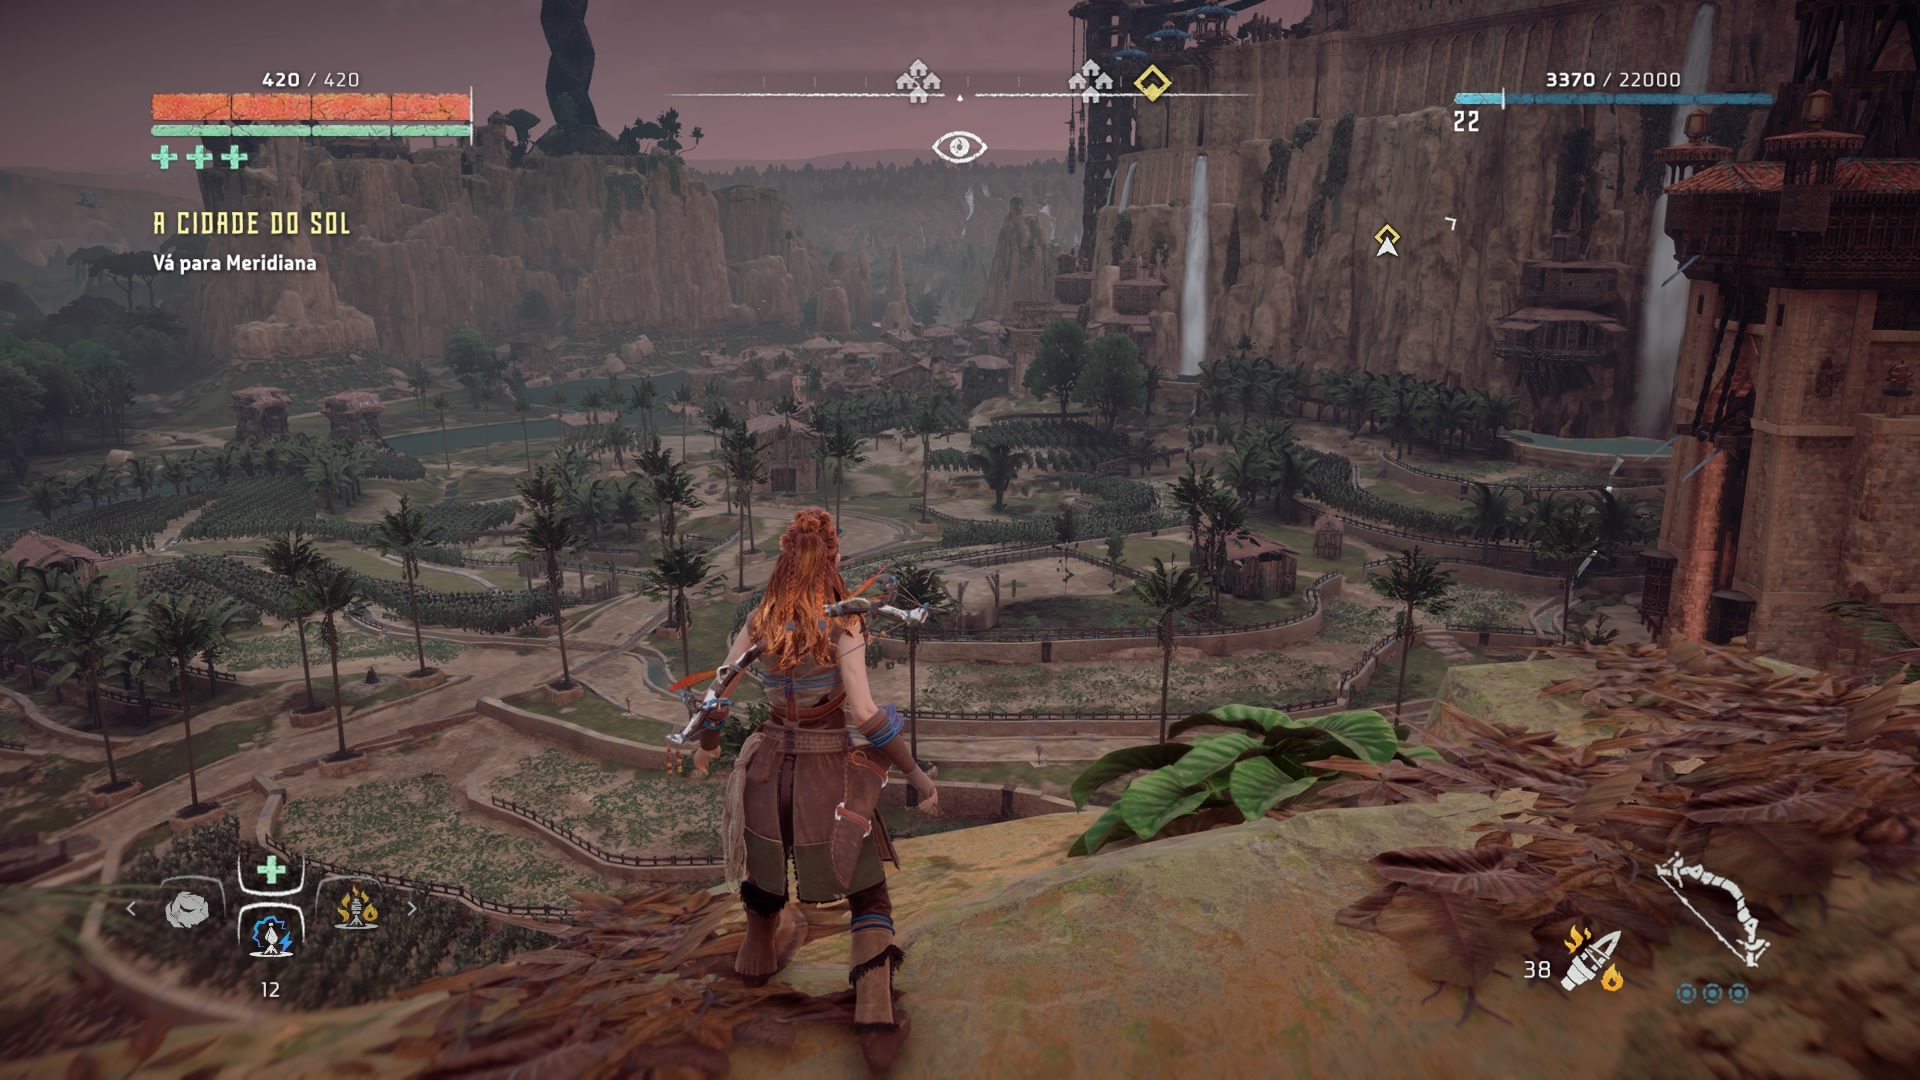 420 / 420
3370 / 22000
22
A CIDADE DO SOL
Vá para Meridiana
12
38